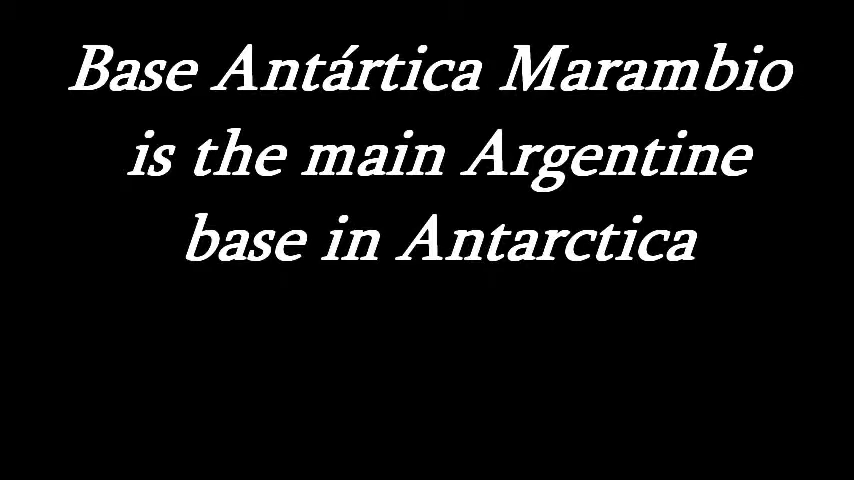 Base Antártica Marambio
is the main Argentine
base in Antarctica